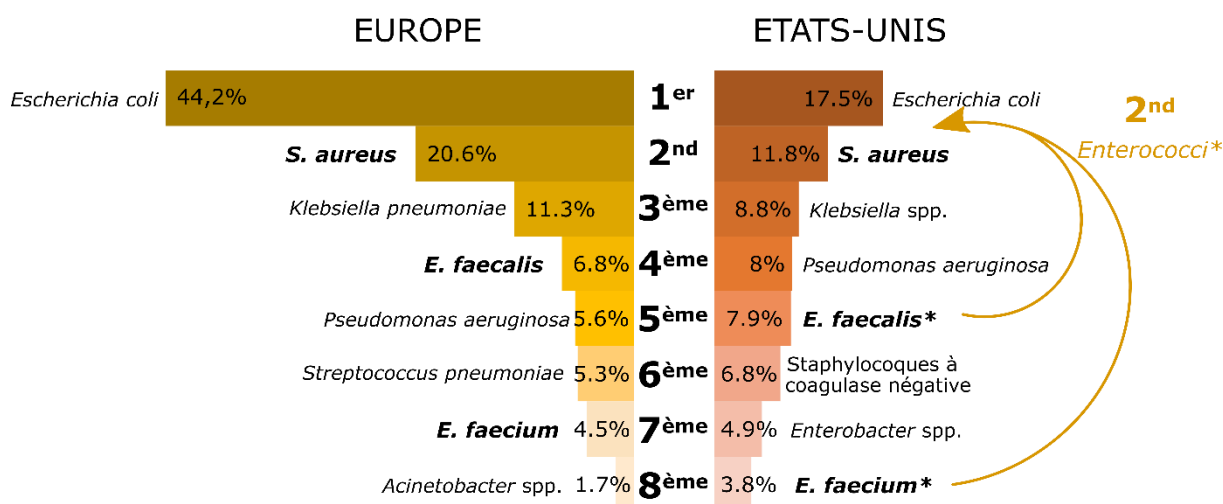 EUROPE
ETATS-UNIS
Escherichia coli 44,2% 1er 17.5% Escherichia coli
2nd
Enterococci*
S. aureus 20.6% 2nd 11.8% S. aureus
Klebsiella pneumoniae 11.3% 3ème 8.8% Klebsiella spp.
E. faecalis 6.8% 4ème 8% Pseudomonas aeruginosa
Pseudomonas aeruginosa 5.6% 5ème 7.9% E. faecalis*
Streptococcus pneumoniae 5.3% 6ème 6.8% Staphylocoques à
coagulase négative
E. faecium 4.5% 7ème 4.9% Enterobacter spp.
Acinetobacter spp. 1.7% 8ème 3.8% E. faecium*